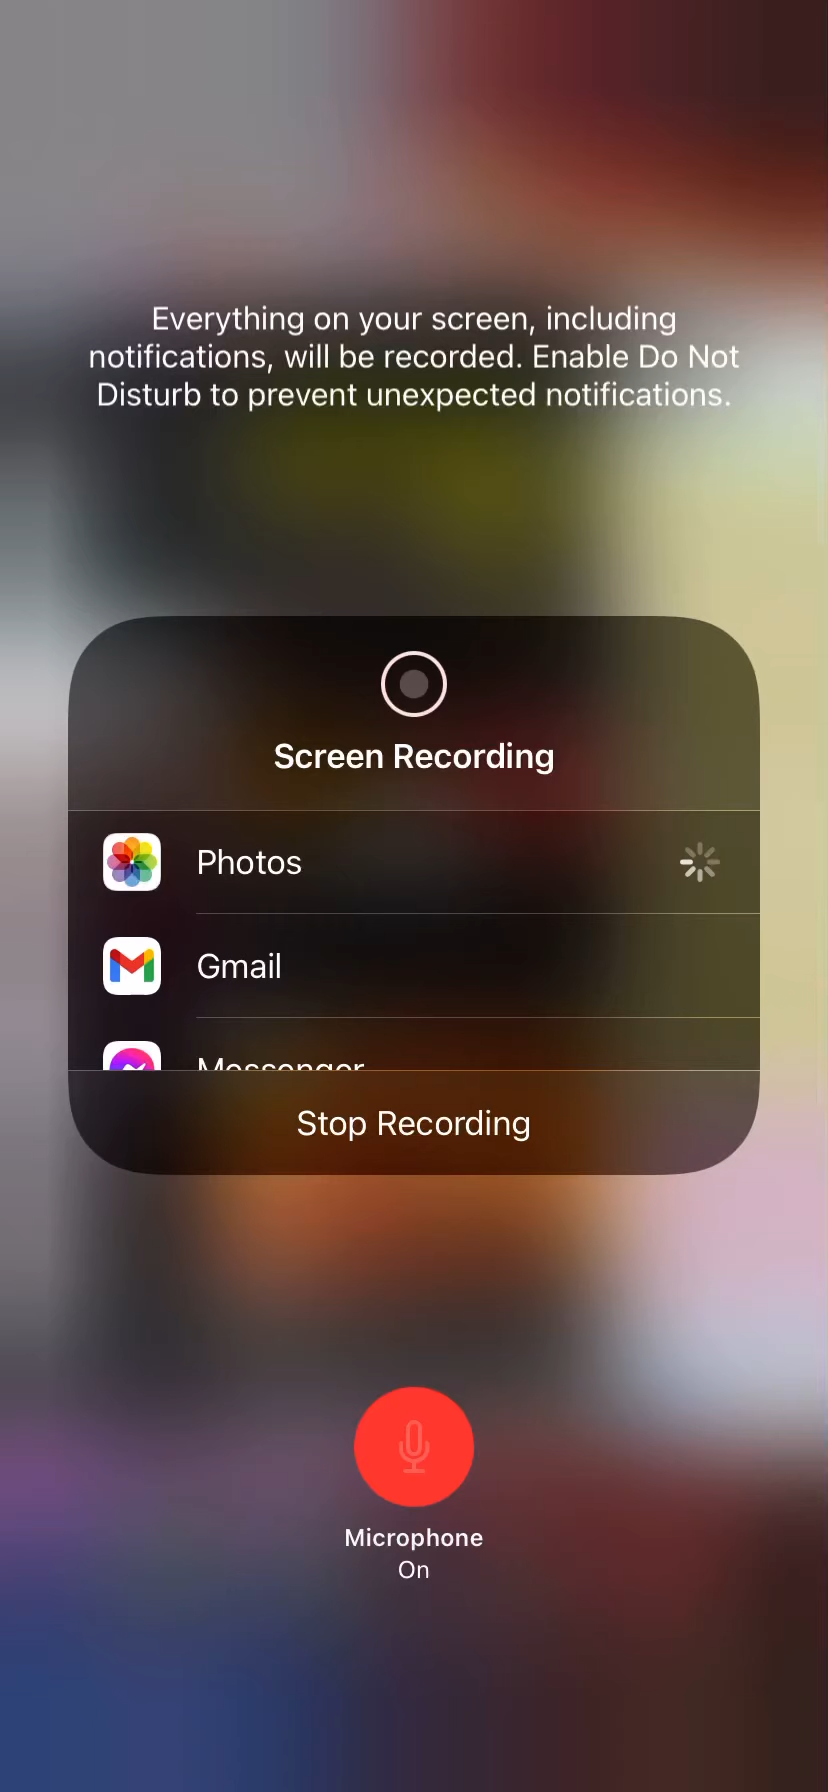 Everything on your screen, including
notifications, will be recorded. Enable Do Not
Disturb to prevent unexpected notifications.
Screen Recording
Photos
Gmail
Messenger
Stop Recording
Microphone
On